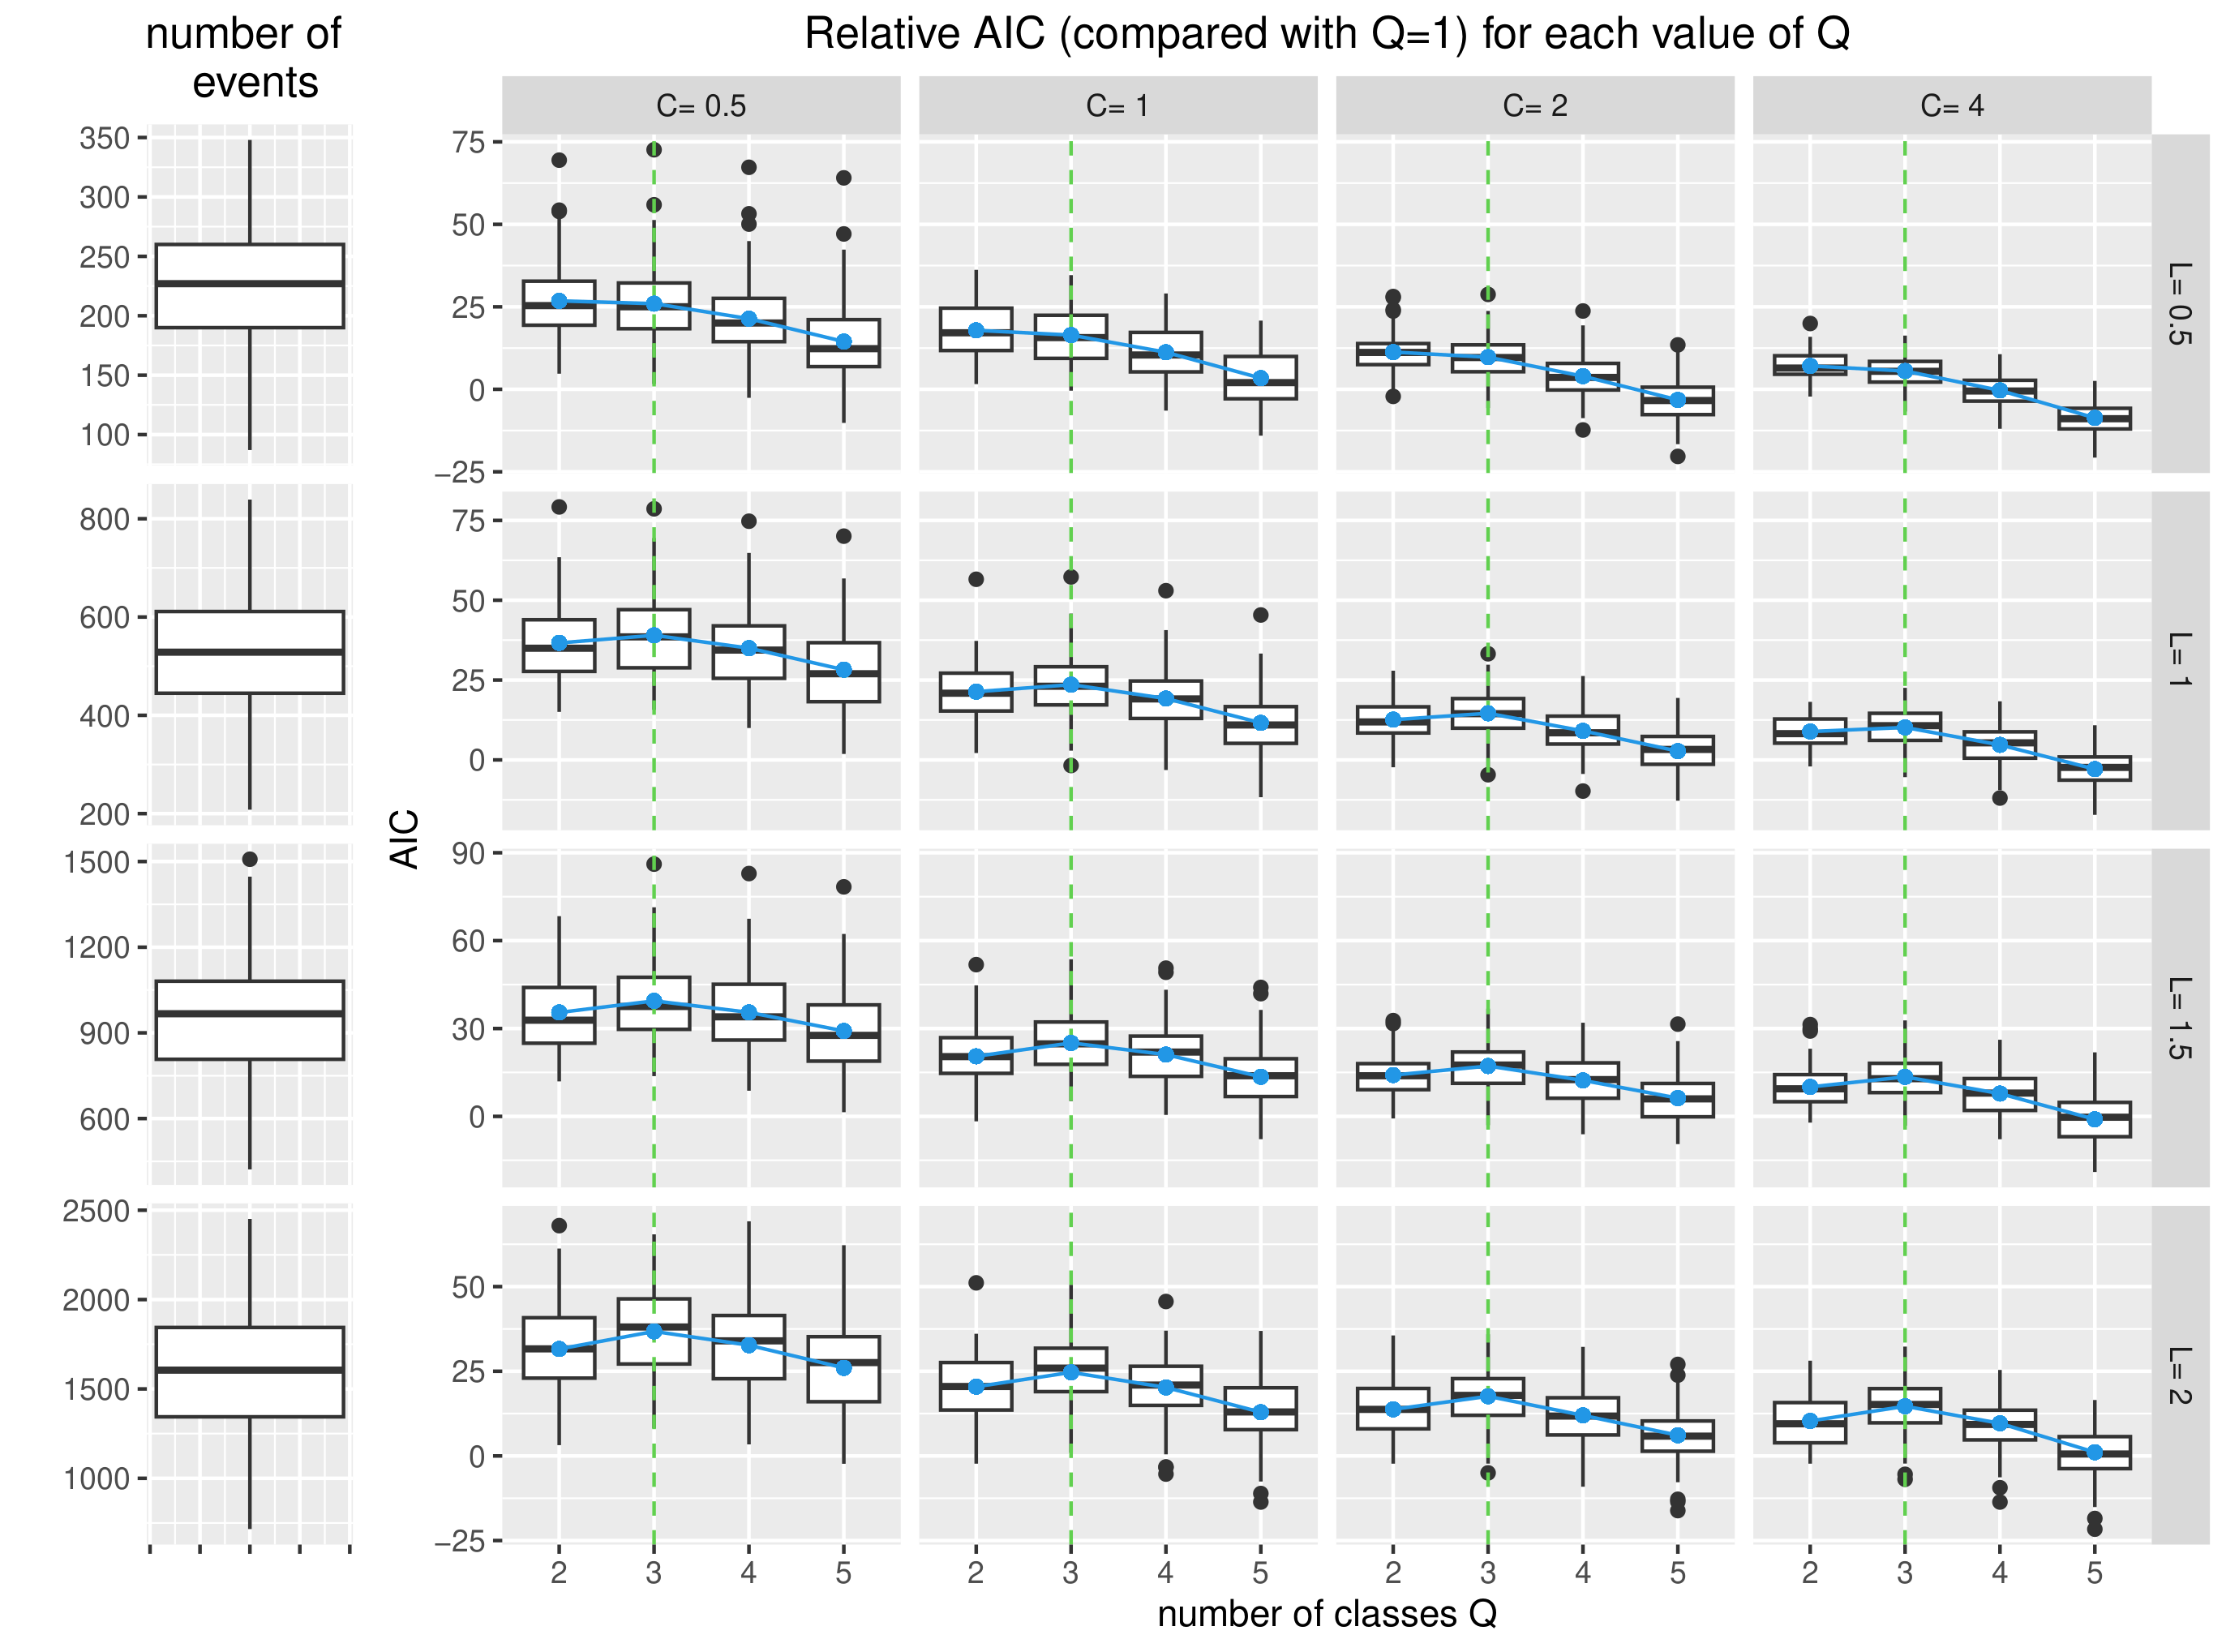 number of
events
Relative AIC (compared with Q=1) for each value of Q
C= 0.5
C= 1
C= 2
C= 4
350
300
250
200
150
100
75
50
25
0
−25
L= 0.5
800
600
400
200
75
50
25
0
L= 1
AIC
1500
1200
900
600
90
60
30
0
L= 1.5
2500
2000
1500
1000
50
25
0
−25
L= 2
2 3 4 5
2 3 4 5
2 3 4 5
2 3 4 5
number of classes Q